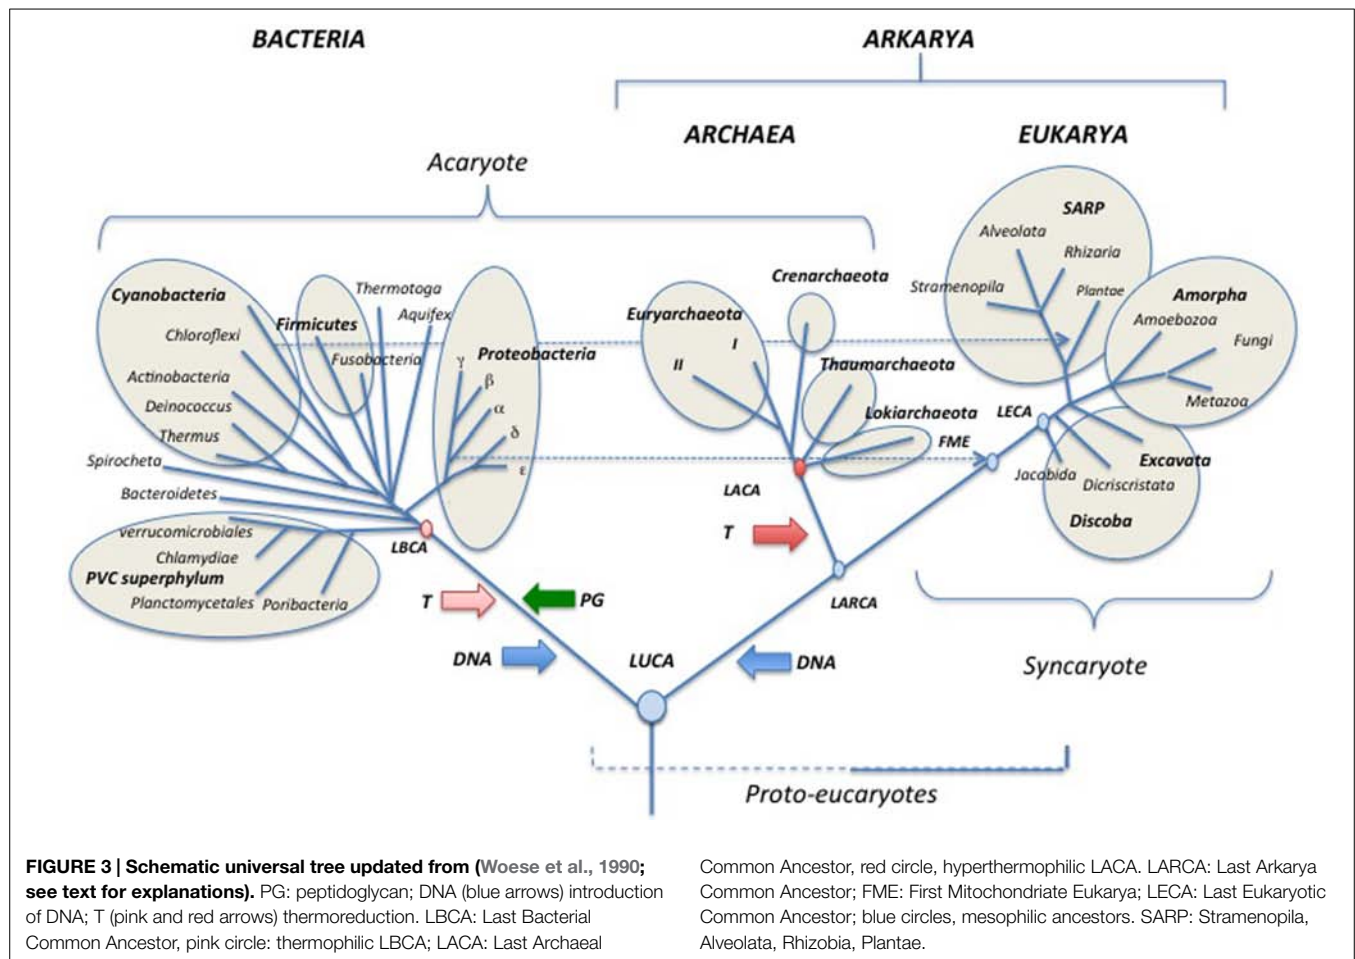 BACTERIA
ARKARYA
ARCHAEA
EUKARYA
Acaryote
SARP
Alveolata
Rhizaria
Stramenopila
Plantae
Crenarchaeota
Cyanobacteria
Thermotoga
Amorpha
Firmicutes
Aquifex
Euryarchaeota
Amoebozoa
Chloroflexi
Fungi
I
Fusobacteria
Proteobacteria
γ
II
Thaumarchaeota
Actinobacteria
β
Metazoa
Deinococcus
α
Lokiarchaeota
LECA
Thermus
δ
FME
Spirocheta
ε
Excavata
Jacobida
Dicriscristata
Bacteroidetes
LACA
Discoba
verrucomicrobiales
T
LBCA
Chlamydiae
PVC superphylum
Planctomycetales
Poribacteria
T
PG
LARCA
DNA
LUCA
DNA
Syncaryote
Proto-eucaryotes
FIGURE 3 | Schematic universal tree updated from (Woese et al., 1990;
see text for explanations). PG: peptidoglycan; DNA (blue arrows) introduction
of DNA; T (pink and red arrows) thermoreduction. LBCA: Last Bacterial
Common Ancestor, pink circle: thermophilic LBCA; LACA: Last Archaeal
Common Ancestor, red circle, hyperthermophilic LACA. LARCA: Last Arkarya
Common Ancestor; FME: First Mitochondriate Eukarya; LECA: Last Eukaryotic
Common Ancestor; blue circles, mesophilic ancestors. SARP: Stramenopila,
Alveolata, Rhizobia, Plantae.